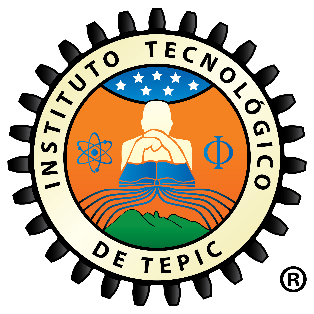 INSTITUTO TECNOLÓGICO
DE TEPIC
Φ
®